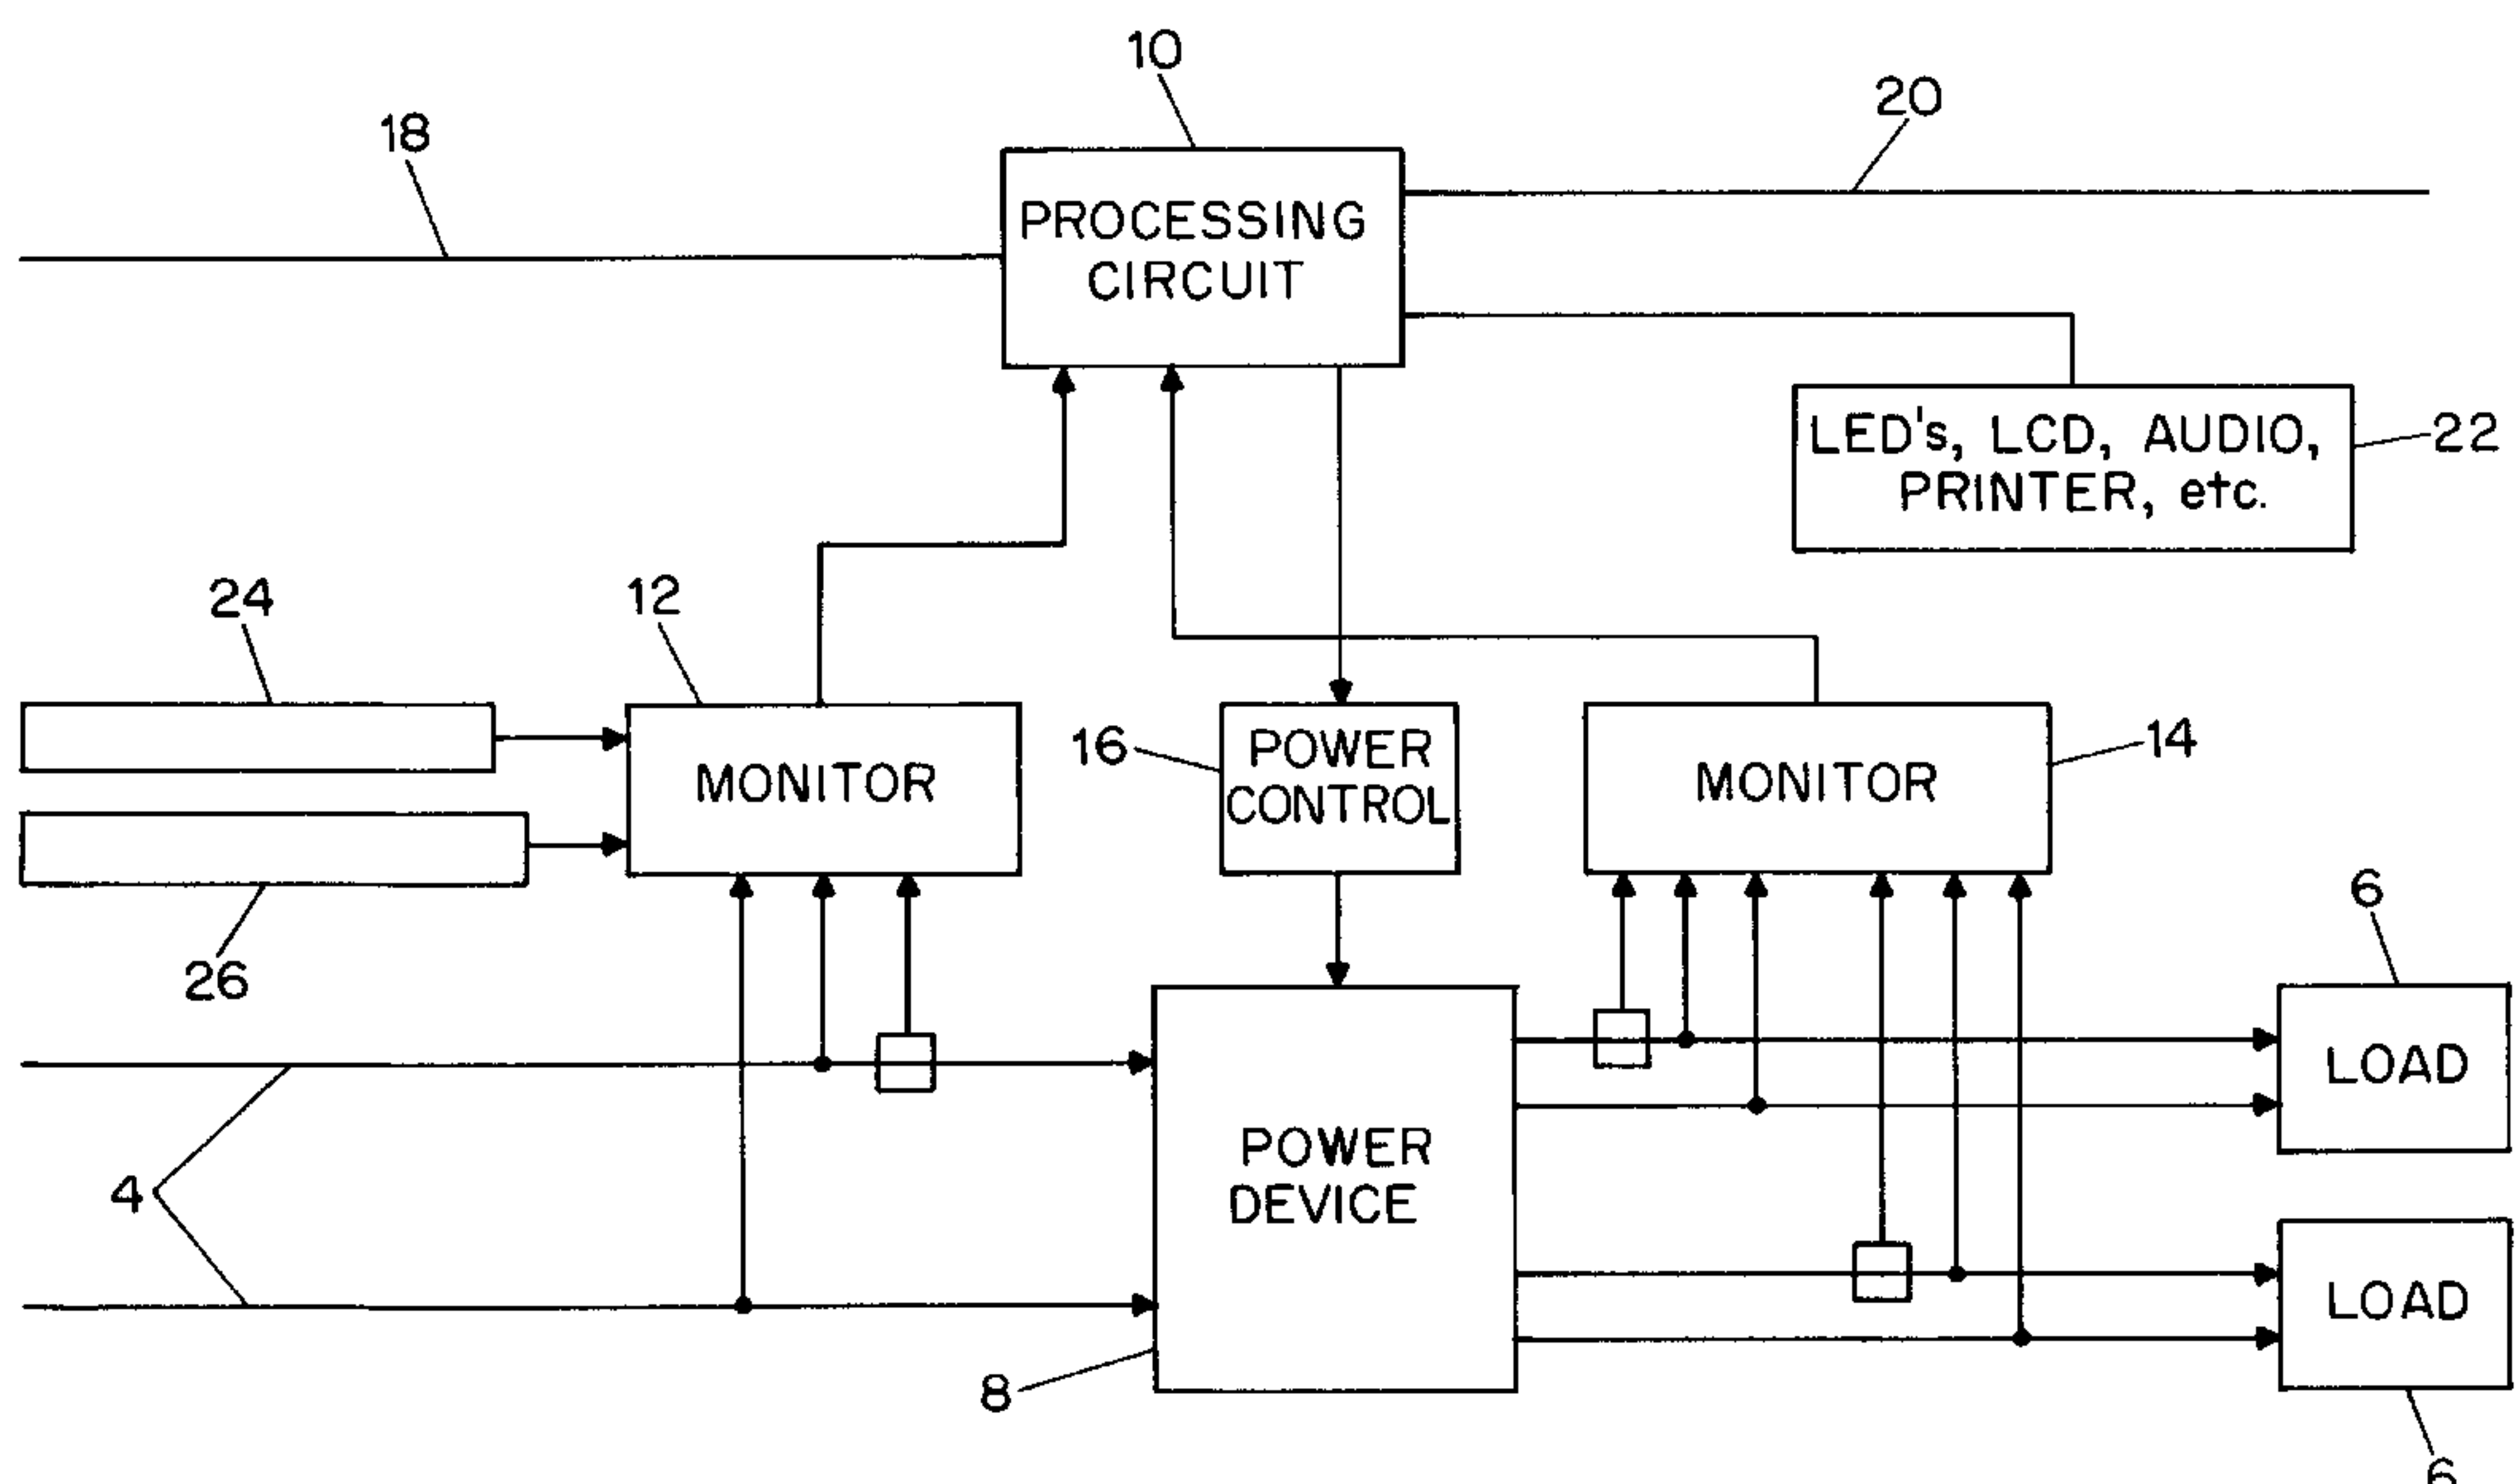 10
20
18
PROCESSING
CIRCUIT
LED's, LCD, AUDIO,
PRINTER, etc.
22
24
12
16
POWER
CONTROL
MONITOR
MONITOR
14
26
6
4
LOAD
POWER
DEVICE
LOAD
8
6